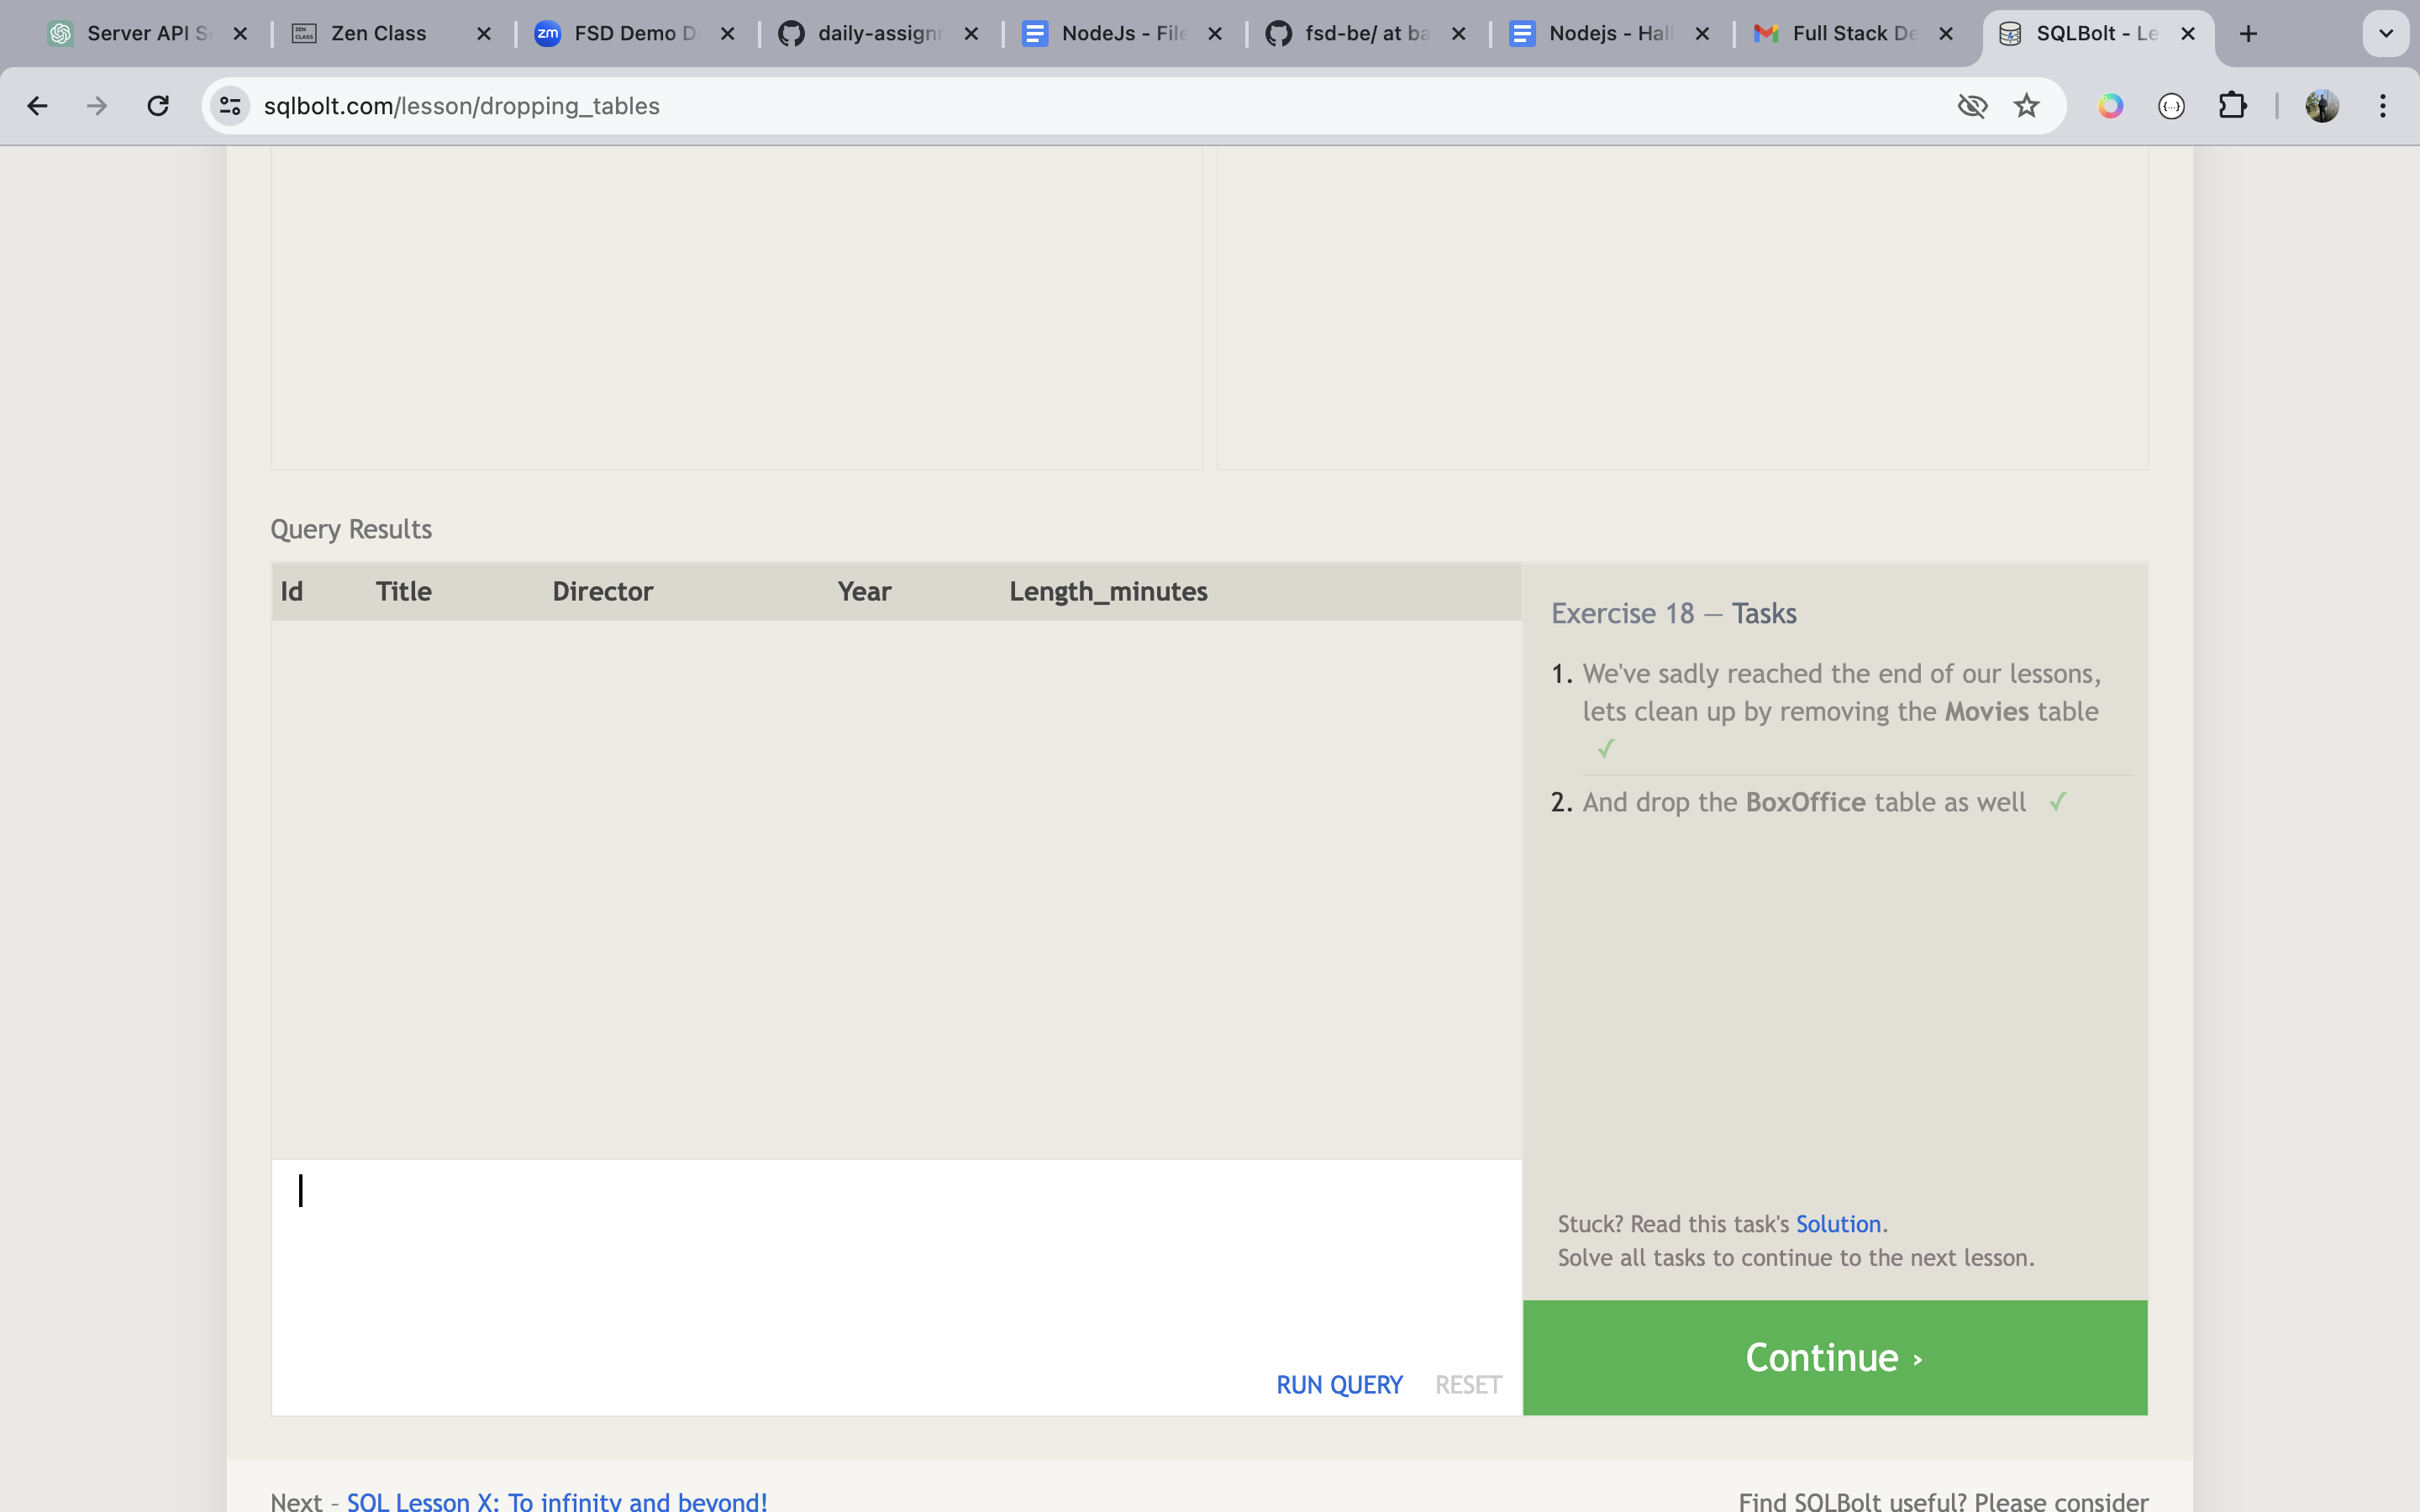 Server API S
Zen Class
FSD Demo D
daily-assignm
NodeJs - File
fsd-be/ at ba
Nodejs - Hall
Full Stack De
SQLBolt - Le
sqlbolt.com/lesson/dropping_tables
Query Results
Id Title Director Year Length_minutes
Exercise 18 — Tasks
1. We've sadly reached the end of our lessons,
lets clean up by removing the Movies table
✓
2. And drop the BoxOffice table as well ✓
Stuck? Read this task's Solution.
Solve all tasks to continue to the next lesson.
RUN QUERY RESET
Continue ›
Next – SQL Lesson X: To infinity and beyond!
Find SQLBolt useful? Please consider